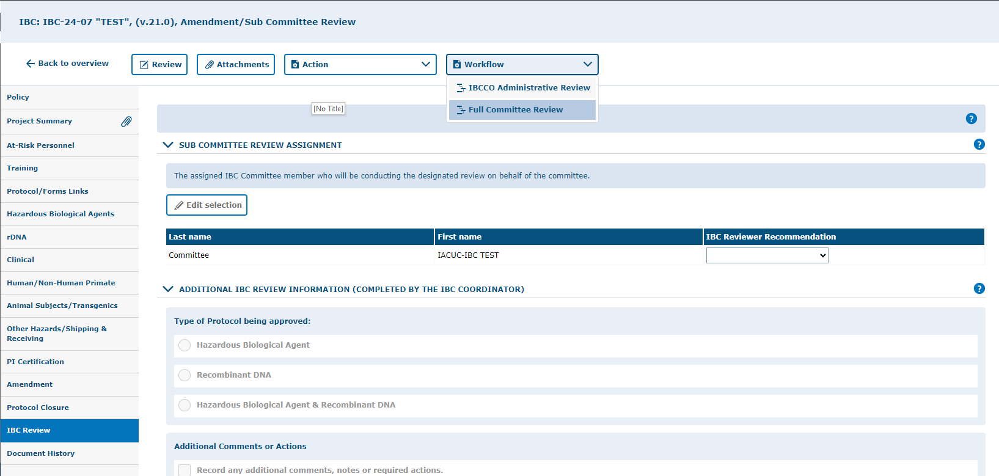 IBC: IBC-24-07 "TEST", (v.21.0), Amendment/Sub Committee Review
Back to overview
Review
Attachments
Action
Workflow
IBCCO Administrative Review
Full Committee Review
[No Title]
Policy
Project Summary
At-Risk Personnel
Training
Protocol/Forms Links
Hazardous Biological Agents
rDNA
Clinical
Human/Non-Human Primate
Animal Subjects/Transgenics
Other Hazards/Shipping &
Receiving
PI Certification
Amendment
Protocol Closure
IBC Review
Document History
?
SUB COMMITTEE REVIEW ASSIGNMENT
?
The assigned IBC Committee member who will be conducting the designated review on behalf of the committee.
Edit selection
Last name First name IBC Reviewer Recommendation
Committee IACUC-IBC TEST
ADDITIONAL IBC REVIEW INFORMATION (COMPLETED BY THE IBC COORDINATOR)
?
Type of Protocol being approved:
Hazardous Biological Agent
Recombinant DNA
Hazardous Biological Agent & Recombinant DNA
Additional Comments or Actions
Record any additional comments, notes or required actions.